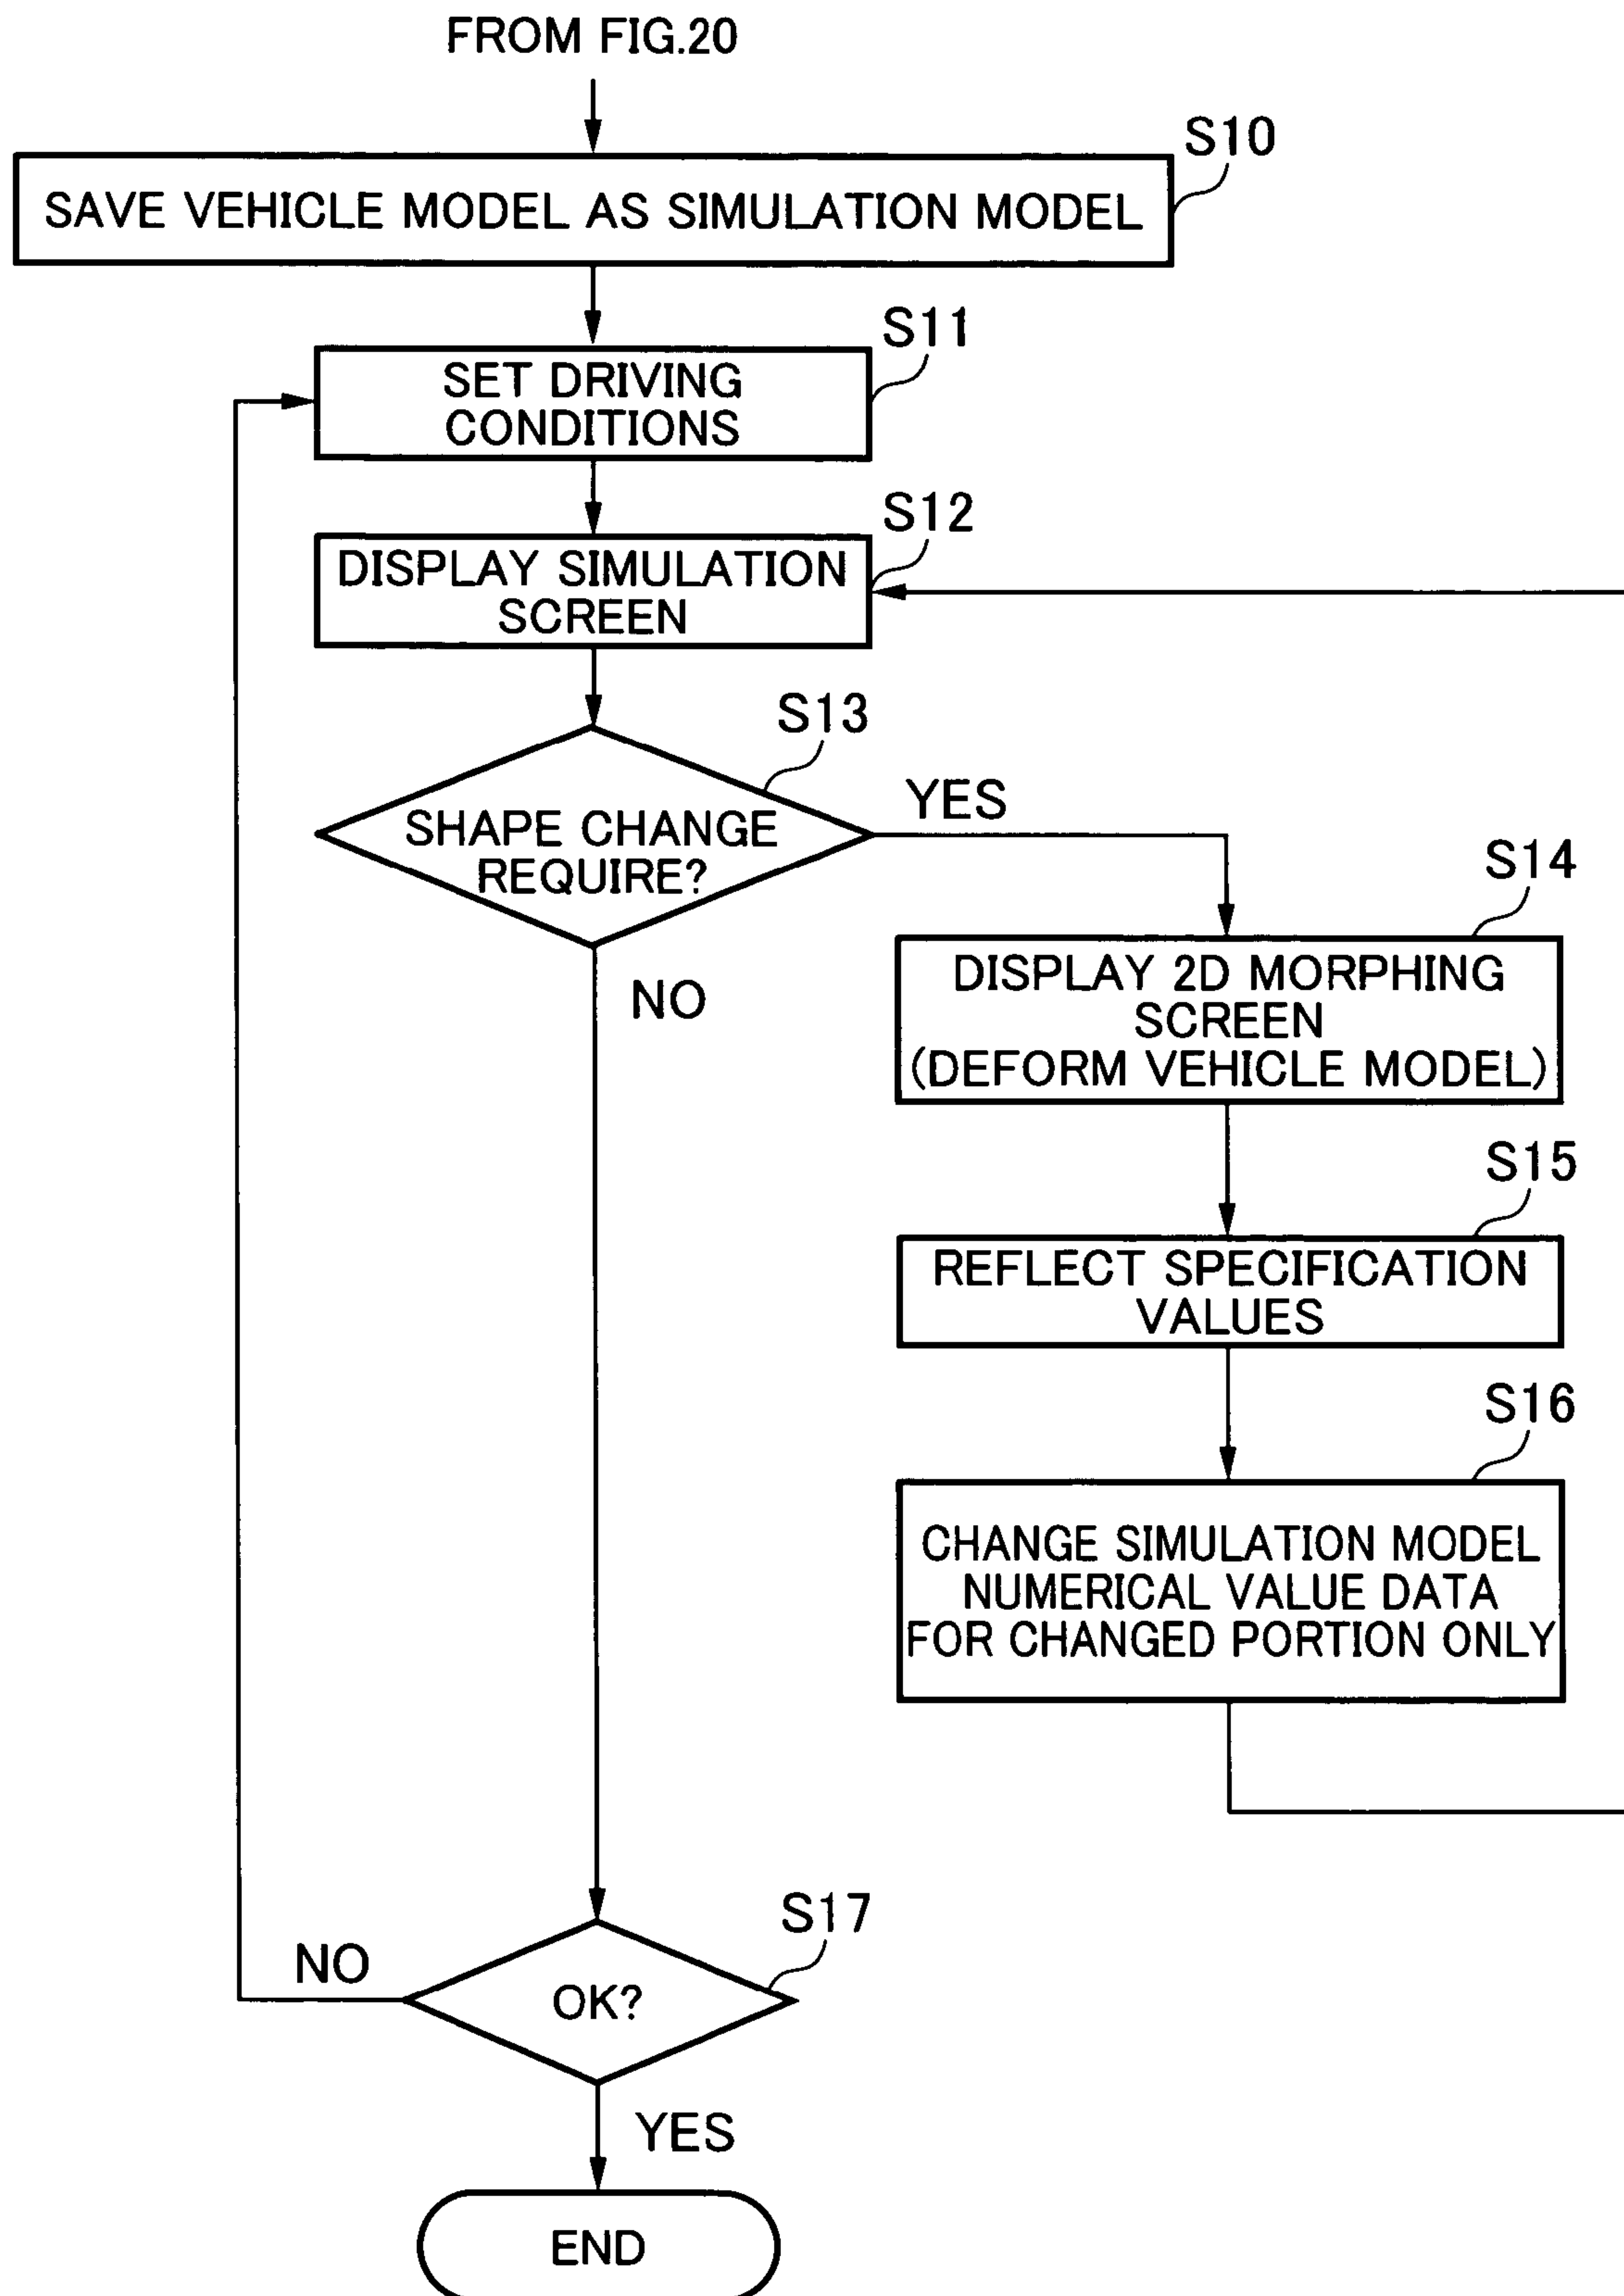 FROM FIG.20
S10
SAVE VEHICLE MODEL AS SIMULATION MODEL
S11
SET DRIVING
CONDITIONS
S12
DISPLAY SIMULATION
SCREEN
S13
SHAPE CHANGE
REQUIRE?
YES
NO
S14
DISPLAY 2D MORPHING
SCREEN
(DEFORM VEHICLE MODEL)
S15
REFLECT SPECIFICATION
VALUES
S16
CHANGE SIMULATION MODEL
NUMERICAL VALUE DATA
FOR CHANGED PORTION ONLY
S17
OK?
NO
YES
END